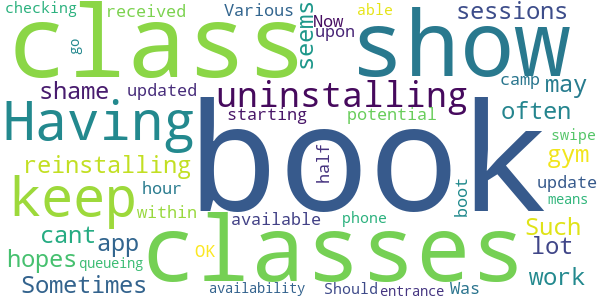 checking received Various able sessions
class seems Now show
go upon
shame updated uninstalling camp may
Having starting potential often
book
reinstalling half swipe
gym
keep hour boot update
within means
available phone Such
cant app classes lot
hopes OK
queueing work
Sometimes availability Should entrance Was